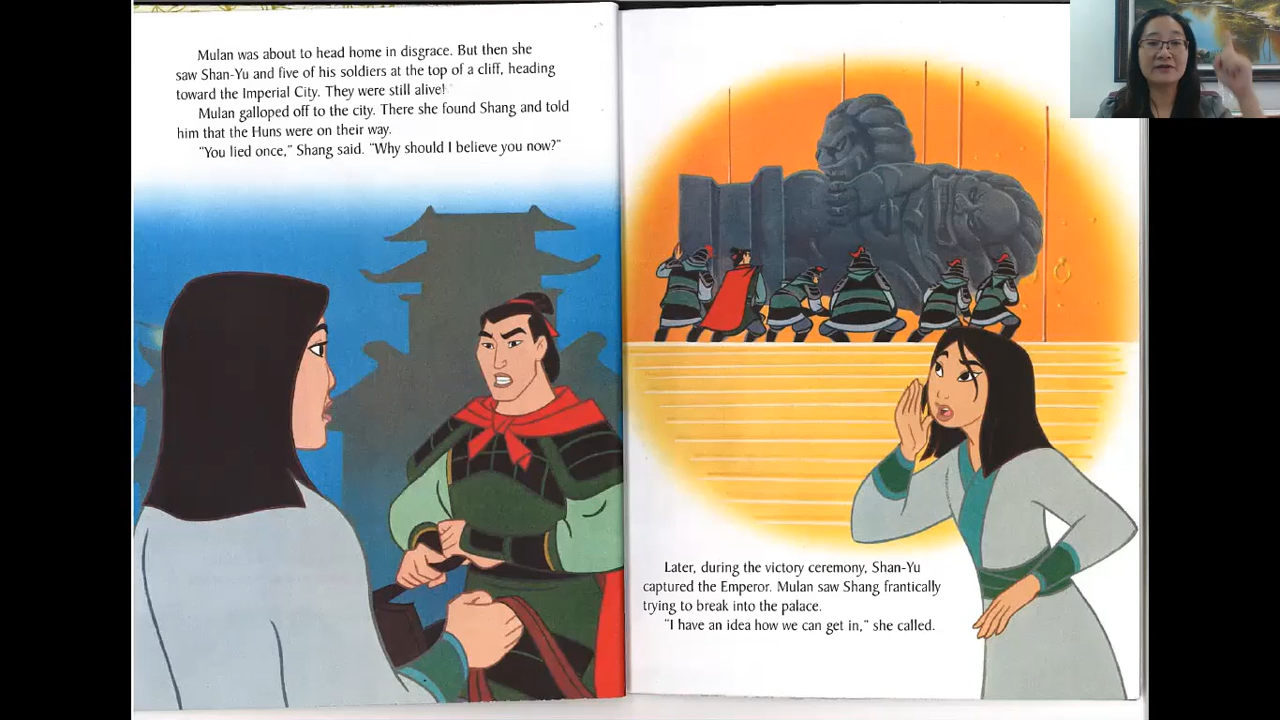 Mulan was about to head home in disgrace. But then she
saw Shan-Yu and five of his soldiers at the top of a cliff, heading
toward the Imperial City. They were still alive!
Mulan galloped off to the city. There she found Shang and told
him that the Huns were on their way.
"You lied once," Shang said. "Why should I believe you now?"
Later, during the victory ceremony, Shan-Yu
captured the Emperor. Mulan saw Shang frantically
trying to break into the palace.
"I have an idea how we can get in," she called.